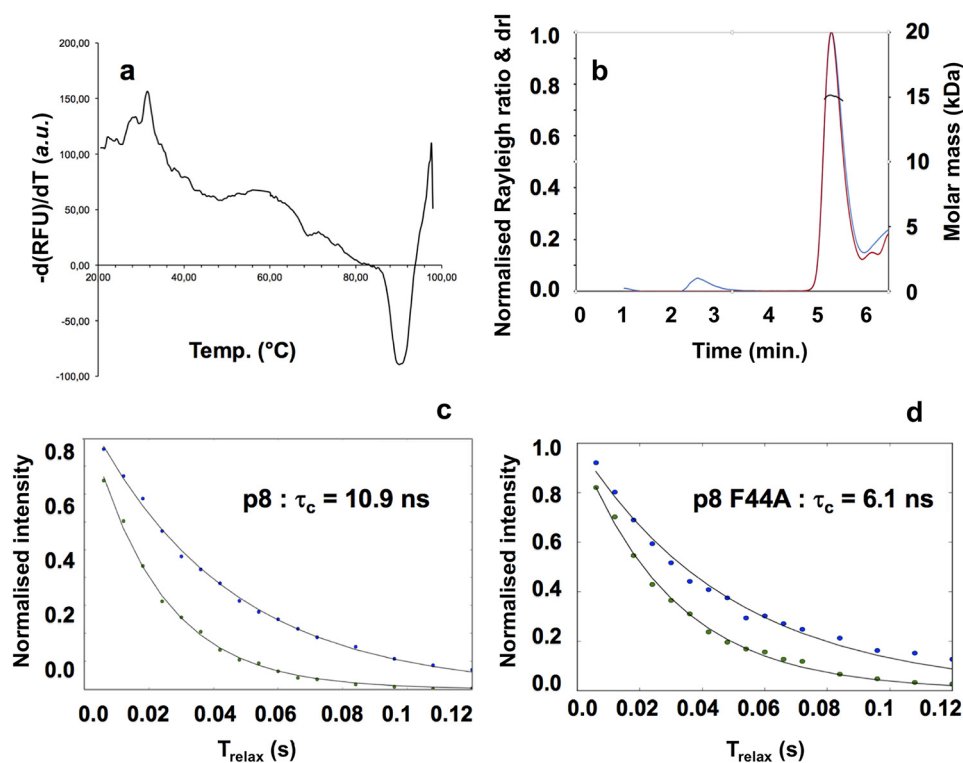 a
200,00
150,00
100,00
50,00
0,00
-50,00
-100,00
20,00 40,00 60,00 80,00 100,00
-d(RFU)/dT (a.u.)
Temp. (°C)
b
1.0
0.8
0.6
0.4
0.2
0.0
20
15
10
5
0
0 1 2 3 4 5 6
Normalised Rayleigh ratio & drI
Molar mass (kDa)
Time (min.)
c
0.8
0.6
0.4
0.2
0.0
p8 : τc = 10.9 ns
Normalised intensity
0.0 0.02 0.04 0.06 0.08 0.1 0.12
Trelax (s)
d
1.0
0.8
0.6
0.4
0.2
0.0
p8 F44A : τc = 6.1 ns
Normalised intensity
0.0 0.02 0.04 0.06 0.08 0.1 0.12
Trelax (s)